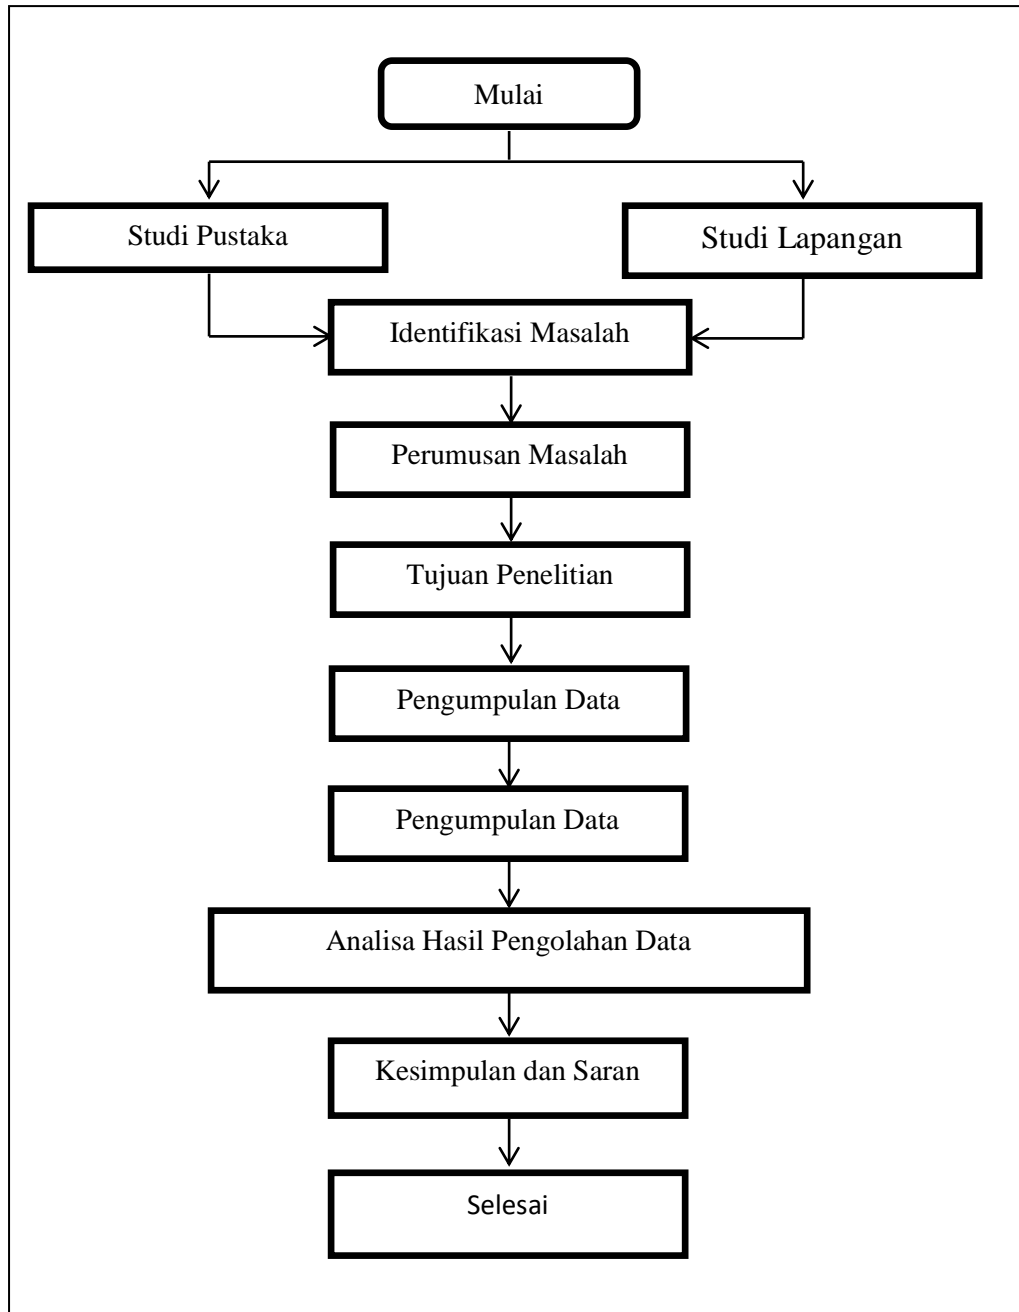 Mulai
Studi Pustaka
Studi Lapangan
Identifikasi Masalah
Perumusan Masalah
Tujuan Penelitian
Pengumpulan Data
Pengumpulan Data
Analisa Hasil Pengolahan Data
Kesimpulan dan Saran
Selesai